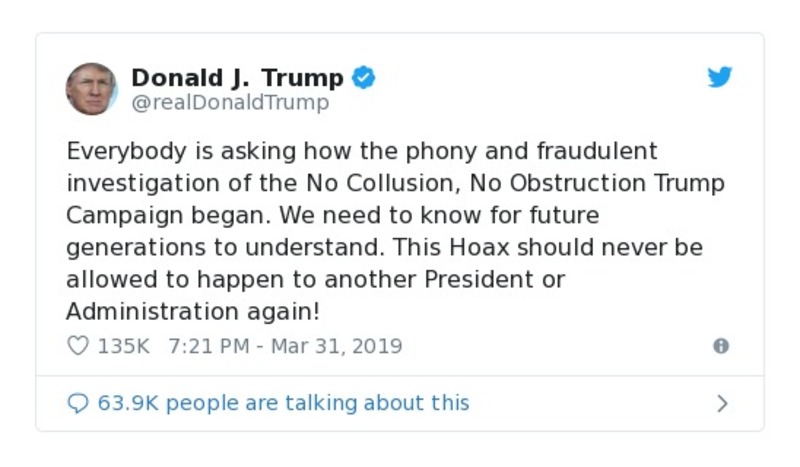 Donald J. Trump
@realDonaldTrump
Everybody is asking how the phony and fraudulent
investigation of the No Collusion, No Obstruction Trump
Campaign began. We need to know for future
generations to understand. This Hoax should never be
allowed to happen to another President or
Administration again!
135K 7:21 PM - Mar 31, 2019
63.9K people are talking about this